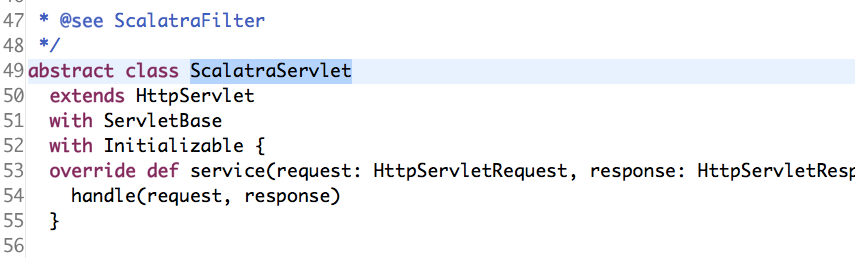 47 * @see ScalatraFilter
48 */
49 abstract class ScalatraServlet
50 extends HttpServlet
51 with ServletBase
52 with Initializable {
53 override def service(request: HttpServletRequest, response: HttpServletResp
54 handle(request, response)
55 }
56